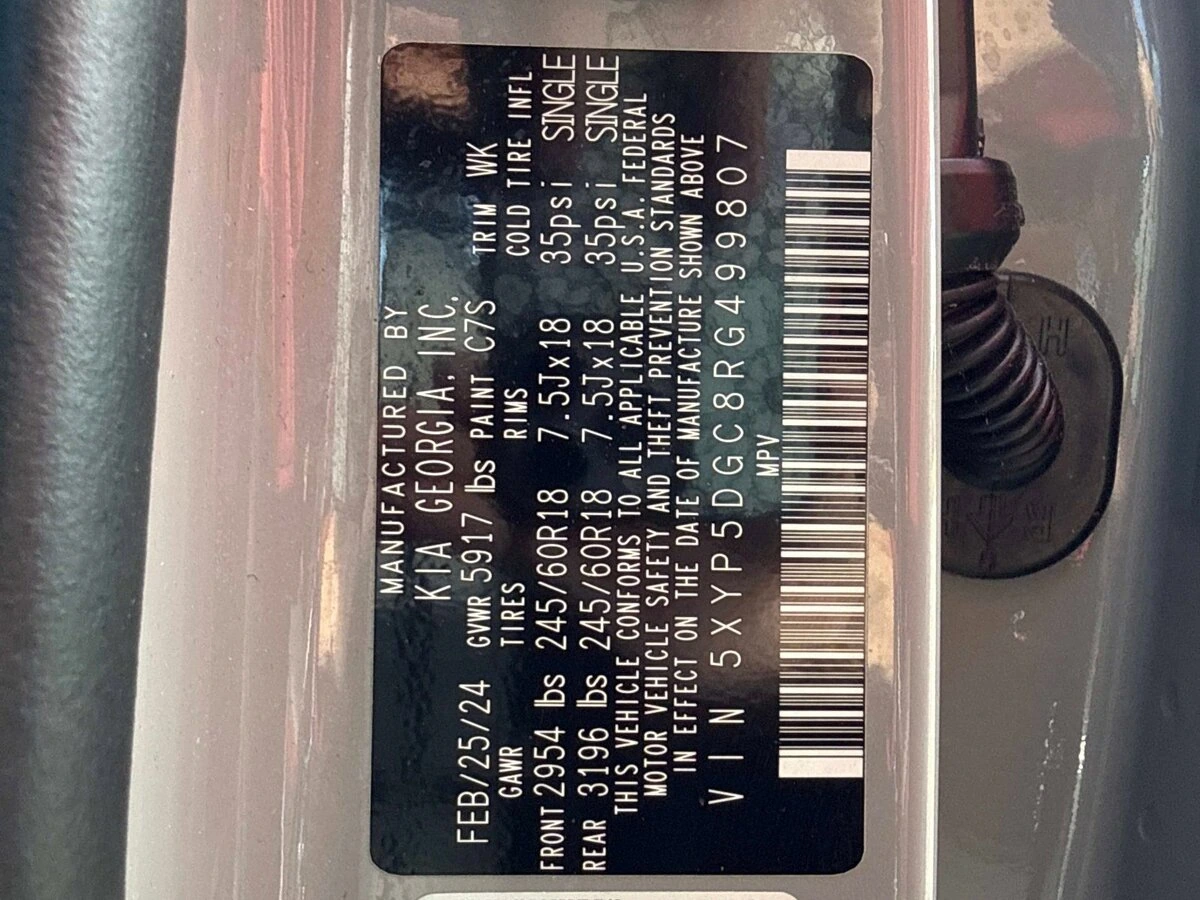 MANUFACTURED BY
KIA GEORGIA, INC.
FEB/25/24 GVWR 5917 lbs PAINT C7S TRIM WK
GAWR TIRES RIMS COLD TIRE INFL
FRONT 2954 lbs 245/60R18 7.5Jx18 35psi SINGLE
REAR 3196 lbs 245/60R18 7.5Jx18 35psi SINGLE
THIS VEHICLE CONFORMS TO ALL APPLICABLE U.S.A. FEDERAL
MOTOR VEHICLE SAFETY AND THEFT PREVENTION STANDARDS
IN EFFECT ON THE DATE OF MANUFACTURE SHOWN ABOVE
VIN 5XYP5DGC8RG499807
MPV